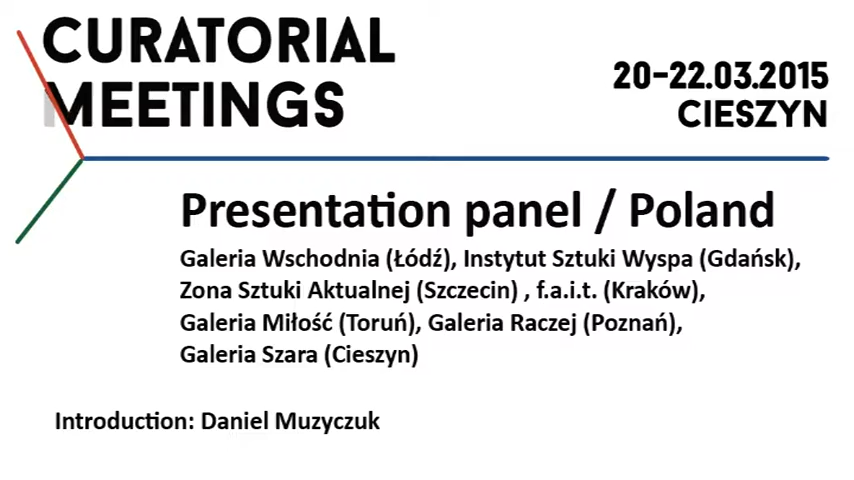 CURATORIAL
MEETINGS
20-22.03.2015
CIESZYN
Presentation panel / Poland
Galeria Wschodnia (Łódź), Instytut Sztuki Wyspa (Gdańsk),
Zona Sztuki Aktualnej (Szczecin) , f.a.i.t. (Kraków),
Galeria Miłość (Toruń), Galeria Raczej (Poznań),
Galeria Szara (Cieszyn)
Introduction: Daniel Muzyczuk